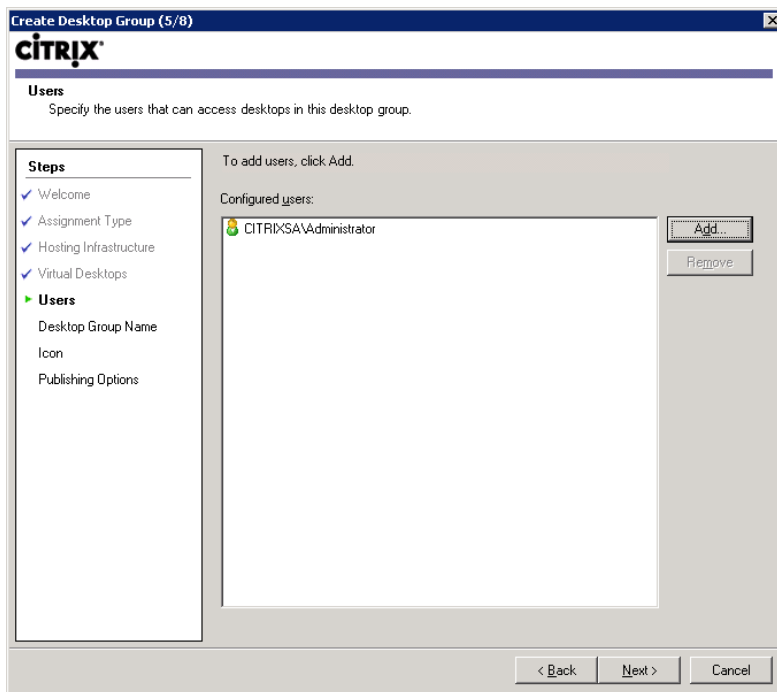 Create Desktop Group (5/8)
CITRIX
Users
Specify the users that can access desktops in this desktop group.
Steps
Welcome
Assignment Type
Hosting Infrastructure
Virtual Desktops
Users
Desktop Group Name
Icon
Publishing Options
To add users, click Add.
Configured users:
CITRIXSA\Administrator
Add...
Remove
< Back
Next >
Cancel